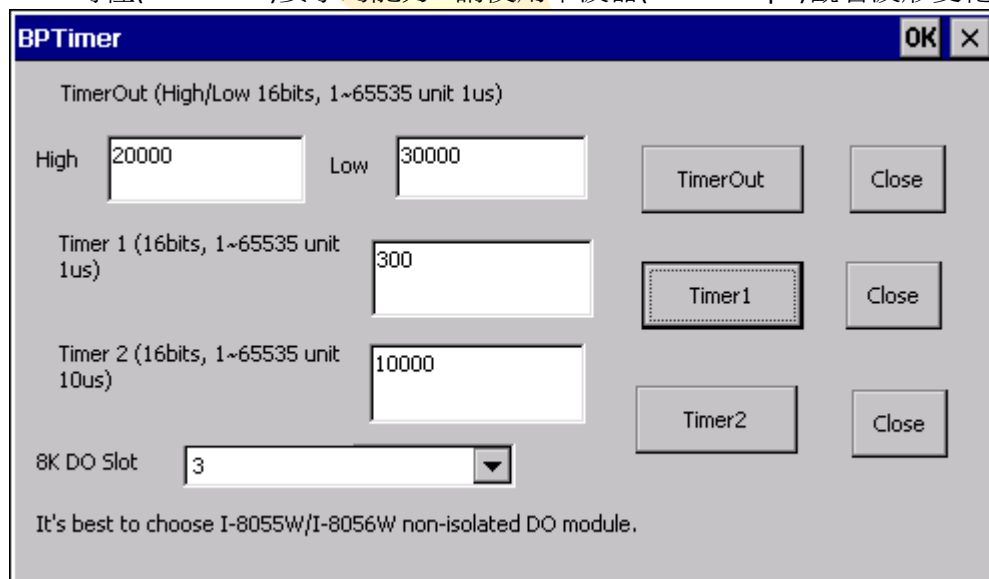 BPTimer OK ×
TimerOut (High/Low 16bits, 1~65535 unit 1us)
High 20000 Low 30000 TimerOut Close
Timer 1 (16bits, 1~65535 unit
1us)
300 Timer1 Close
Timer 2 (16bits, 1~65535 unit
10us)
10000 Timer2 Close
8K DO Slot 3
It's best to choose I-8055W/I-8056W non-isolated DO module.